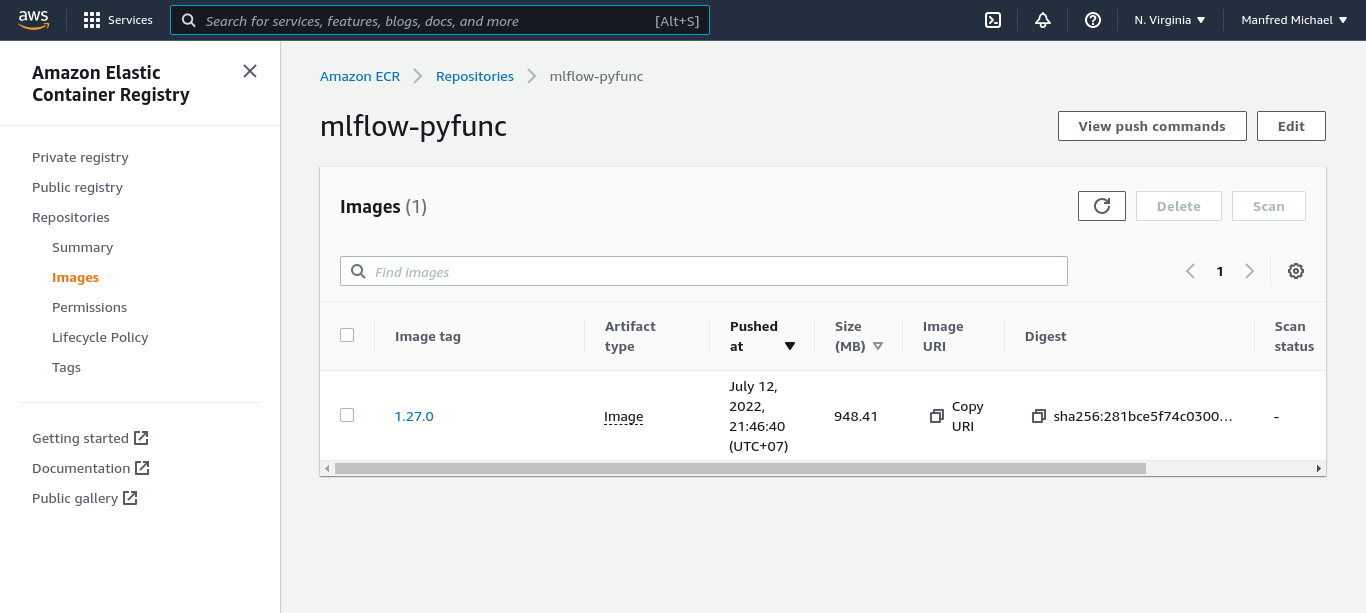 aws
Services
Search for services, features, blogs, docs, and more
[Alt+S]
N. Virginia
Manfred Michael
Amazon Elastic
Container Registry
Private registry
Public registry
Repositories
Summary
Images
Permissions
Lifecycle Policy
Tags
Getting started
Documentation
Public gallery
Amazon ECR
Repositories
mlflow-pyfunc
mlflow-pyfunc
View push commands
Edit
Images (1)
Delete
Scan
Find images
1
Image tag
Artifact
type
Pushed
at
Size
(MB)
Image
URI
Digest
Scan
status
1.27.0
Image
July 12,
2022,
21:46:40
(UTC+07)
948.41
Copy
URI
sha256:281bce5f74c0300...
-